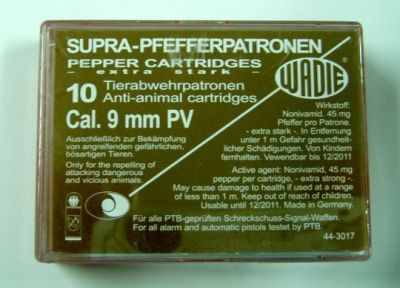 SUPRA-PFEFFERPATRONEN
PEPPER CARTRIDGES
- extra stark -
WADIE
10 Tierabwehrpatronen
Anti-animal cartridges
Cal. 9 mm PV
Ausschließlich zur Bekämpfung
von angreifenden gefährlichen,
bösartigen Tieren.
Only for the repelling of
attacking dangerous
and vicious animals.
Wirkstoff:
Nonivamid, 45 mg
Pfeffer pro Patrone.
- extra stark -. In Entfernung
unter 1 m Gefahr gesundheit-
licher Schädigungen. Von Kindern
fernhalten. Vewendbar bis 12/2011
Active agent: Nonivamid, 45 mg
pepper per cartridge, - extra strong -.
May cause damage to health if used at a range
of less than 1 m. Keep out of reach of children.
Usable until 12/2011. Made in Germany.
Für alle PTB-geprüften Schreckschuss-Signal-Waffen.
For all alarm and automatic pistols tested by PTB.
44-3017